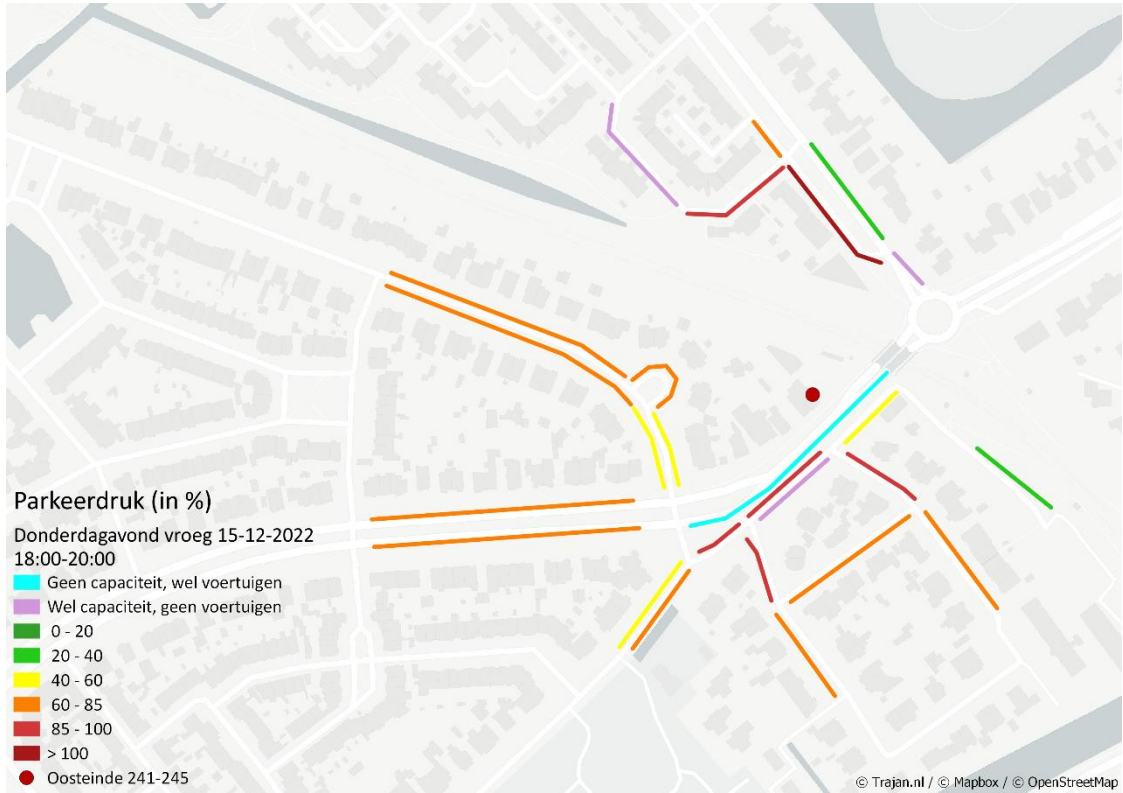 Parkeerdruk (in %)
Donderdagavond vroeg 15-12-2022
18:00-20:00
Geen capaciteit, wel voertuigen
Wel capaciteit, geen voertuigen
0 - 20
20 - 40
40 - 60
60 - 85
85 - 100
> 100
Oosteinde 241-245
© Trajan.nl / © Mapbox / © OpenStreetMap